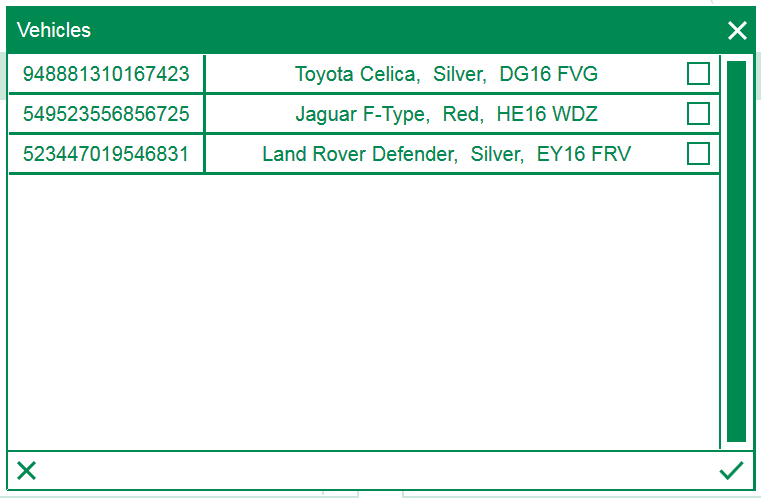 Vehicles
948881310167423 Toyota Celica, Silver, DG16 FVG
549523556856725 Jaguar F-Type, Red, HE16 WDZ
523447019546831 Land Rover Defender, Silver, EY16 FRV